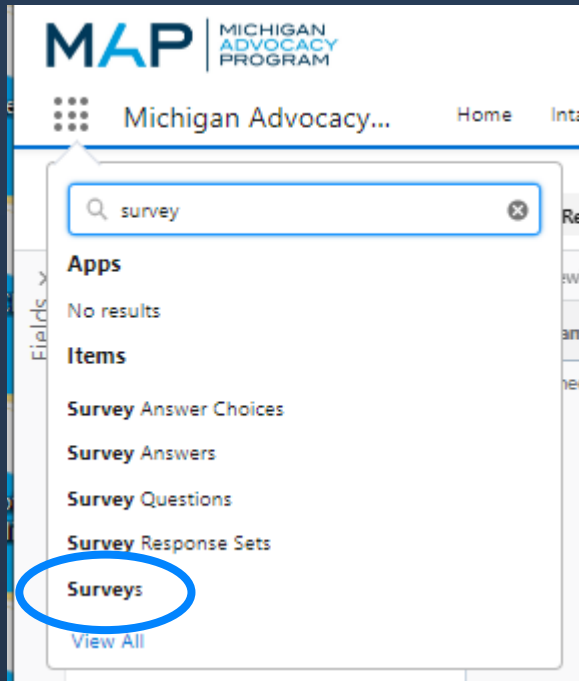 MAP
MICHIGAN
ADVOCACY
PROGRAM
Michigan Advocacy... Home
survey
Apps
No results
Fields
Items
Survey Answer Choices
Survey Answers
Survey Questions
Survey Response Sets
Surveys
View All